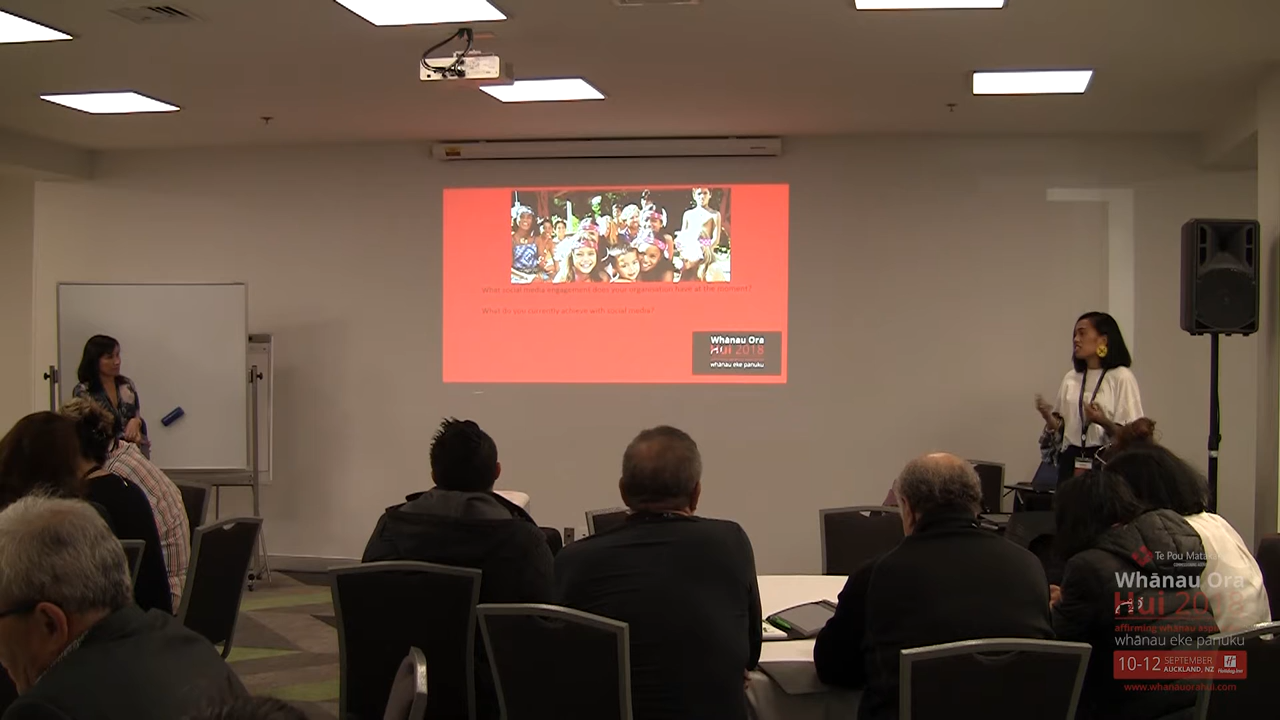 What social media engagement does your organisation have at the moment?
What do you currently achieve with social media?
Whānau Ora
Hui 2018
whānau eke panuku
Te Pou
Whānau Ora
Hui 2018
affirming whānau
whānau eke panuku
10-12 SEPTEMBER
AUCKLAND, NZ
Holiday Inn
www.whanauorahui.com